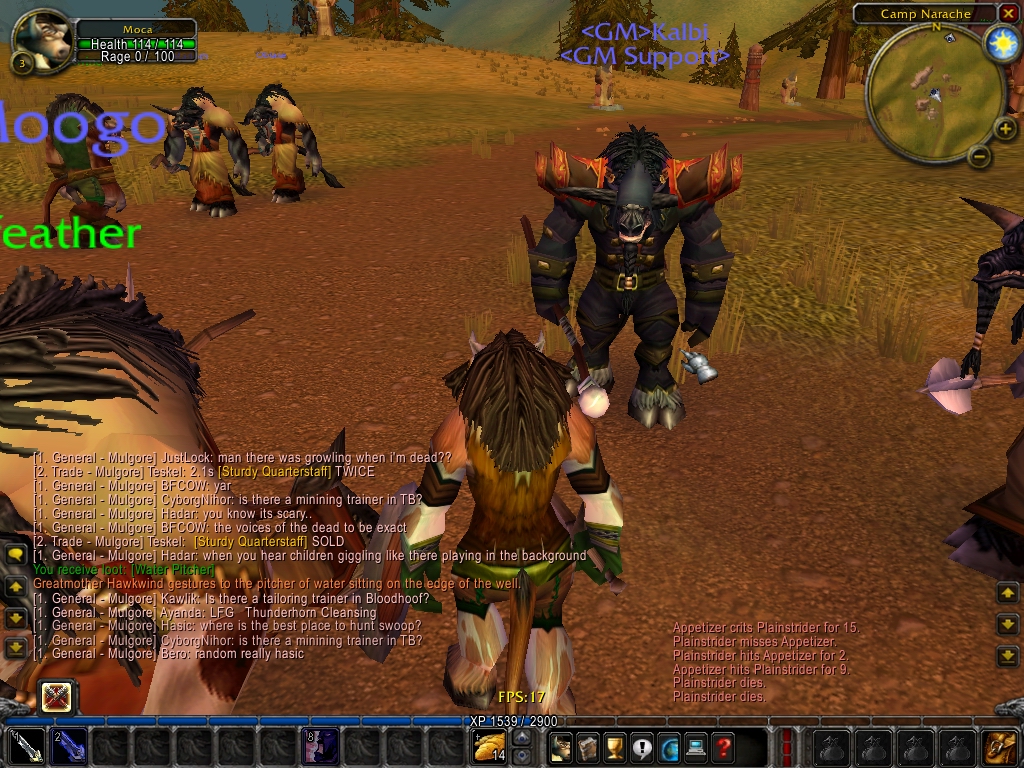 Moca
Health 114 / 114
Rage 0 / 100
3
<GM>Kalbi
<GM Support>
Camp Narache
N
oogo
eather
[1. General - Mulgore] JustLock: man there was growling when i'm dead??
[2. Trade - Mulgore] Teskel: 2.1s [Sturdy Quarterstaff] TWICE
[1. General - Mulgore] BFCOW: yar
[1. General - Mulgore] CyborgNihor: is there a minining trainer in TB?
[1. General - Mulgore] Hadar: you know its scary..
[1. General - Mulgore] BFCOW: the voices of the dead to be exact
[2. Trade - Mulgore] Teskel: [Sturdy Quarterstaff] SOLD
[1. General - Mulgore] Hadar: when you hear children giggling like there playing in the background
You receive loot: [Water Pitcher]
Greatmother Hawkwind gestures to the pitcher of water sitting on the edge of the well.
[1. General - Mulgore] Kawlik: Is there a tailoring trainer in Bloodhoof?
[1. General - Mulgore] Ayanda: LFG Thunderhorn Cleansing
[1. General - Mulgore] Hasic: where is the best place to hunt swoop?
[1. General - Mulgore] CyborgNihor: is there a minining trainer in TB?
[1. General - Mulgore] Bero: random really hasic
Appetizer crits Plainstrider for 15.
Plainstrider misses Appetizer.
Plainstrider hits Appetizer for 2.
Appetizer hits Plainstrider for 9.
Plainstrider dies.
Plainstrider dies.
FPS:17
XP 1539 / 2900
1
2
8
14